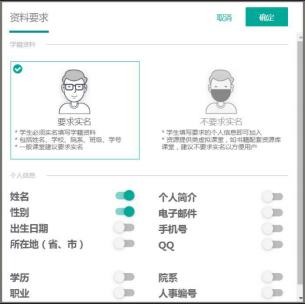 资料要求
取消
确定
学籍资料
要求实名
* 学生必须实名填写学籍资料
* 包括姓名、学校、院系、班级、学号
* 一般课堂建议要求实名
不要求实名
* 学生填写要求的个人信息即可加入
* 资源提供类虚拟课堂，如书籍配套资源库课堂，建议不要求实名以方便用户
个人信息
姓名
个人简介
性别
电子邮件
出生日期
手机号
所在地（省、市）
QQ
学历
院系
职业
人事编号